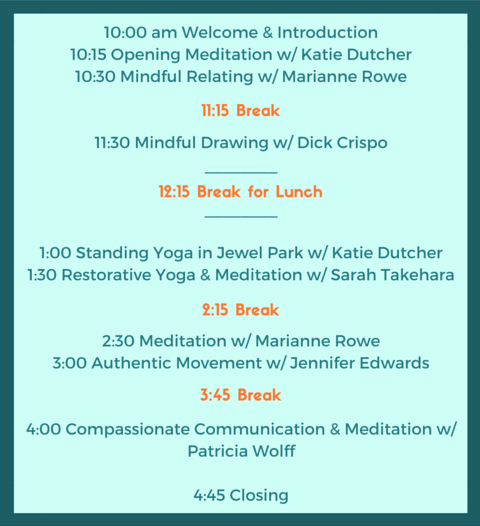 10:00 am Welcome & Introduction
10:15 Opening Meditation w/ Katie Dutcher
10:30 Mindful Relating w/ Marianne Rowe
11:15 Break
11:30 Mindful Drawing w/ Dick Crispo
12:15 Break for Lunch
1:00 Standing Yoga in Jewel Park w/ Katie Dutcher
1:30 Restorative Yoga & Meditation w/ Sarah Takehara
2:15 Break
2:30 Meditation w/ Marianne Rowe
3:00 Authentic Movement w/ Jennifer Edwards
3:45 Break
4:00 Compassionate Communication & Meditation w/
Patricia Wolff
4:45 Closing